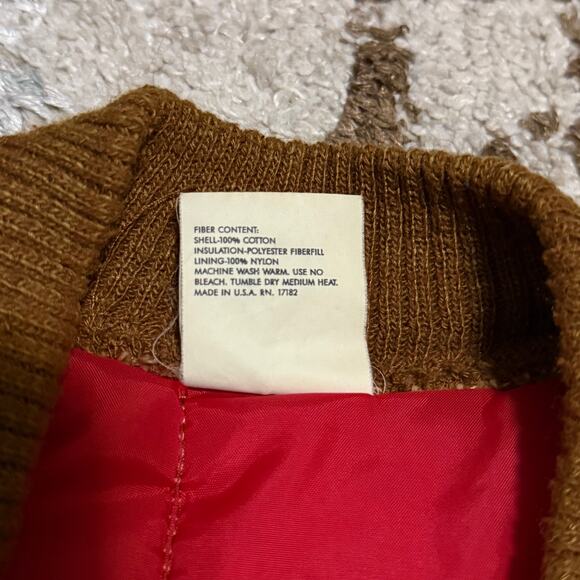 FIBER CONTENT:
SHELL-100% COTTON
INSULATION-POLYESTER FIBERFILL
LINING-100% NYLON
MACHINE WASH WARM. USE NO
BLEACH. TUMBLE DRY MEDIUM HEAT.
MADE IN U.S.A. RN. 17182